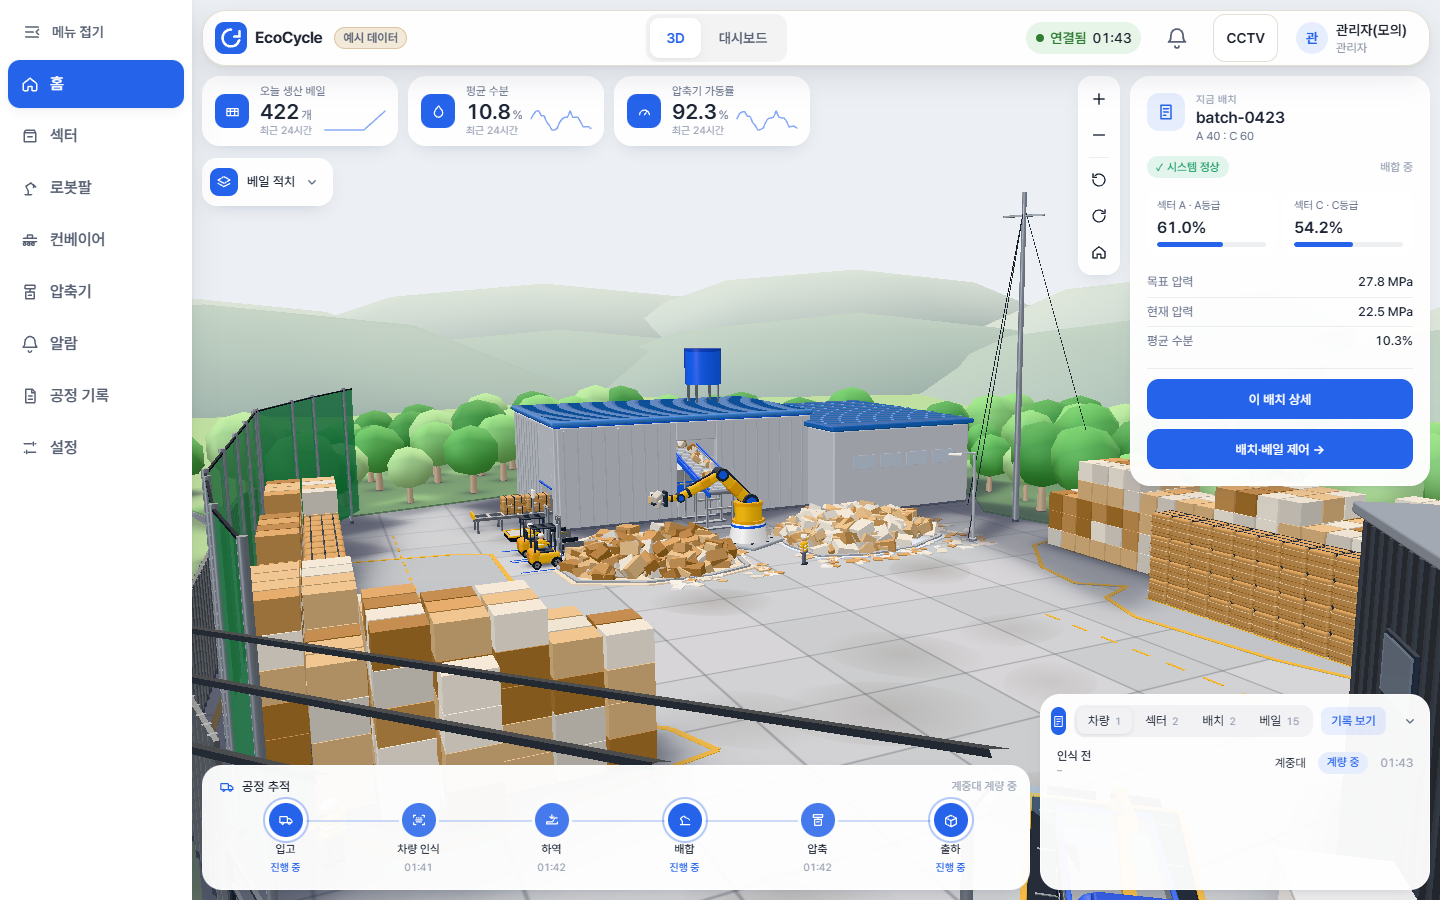 메뉴 접기
홈
섹터
로봇팔
컨베이어
압축기
알람
공정 기록
설정
EcoCycle
예시 데이터
3D
대시보드
연결됨 01:43
CCTV
관
관리자(모의)
관리자
오늘 생산 베일
422개
최근 24시간
평균 수분
10.8%
최근 24시간
압축기 가동률
92.3%
최근 24시간
베일 적치
지금 배치
batch-0423
A 40 : C 60
✓ 시스템 정상
배합 중
섹터 A · A등급
61.0%
섹터 C · C등급
54.2%
목표 압력 27.8 MPa
현재 압력 22.5 MPa
평균 수분 10.3%
이 배치 상세
배치·베일 제어 →
차량 1
섹터 2
배치 2
베일 15
기록 보기
인식 전
–
계중대
계량 중
01:43
공정 추적
계중대 계량 중
입고
진행 중
차량 인식
01:41
하역
01:42
배합
진행 중
압축
01:42
출하
진행 중